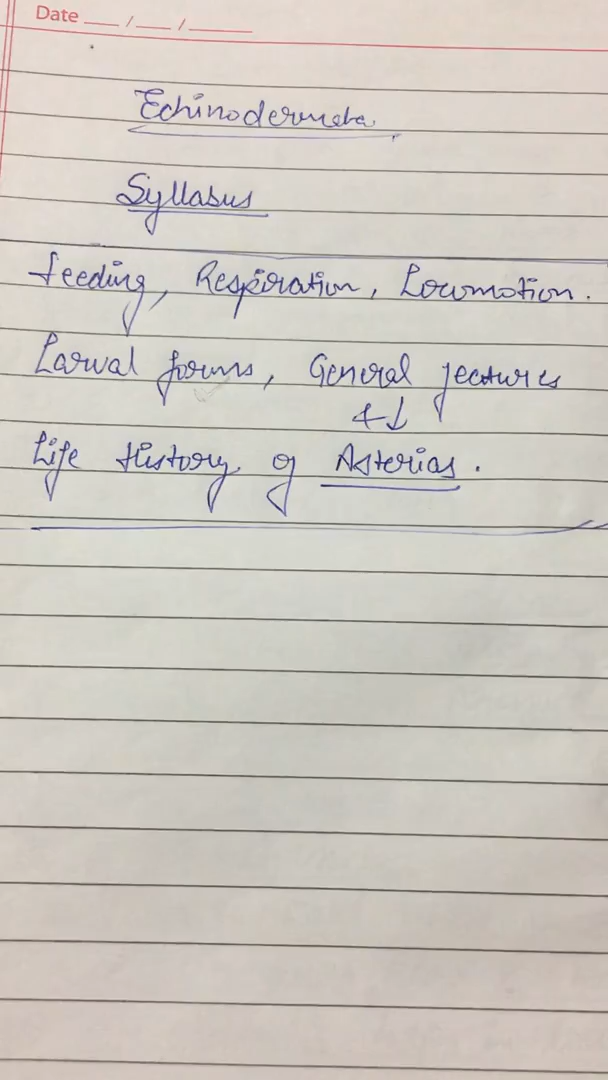 Date __ / __ / ____
Echinodermata
Syllabus
feeding, Respiration, Locomotion.
Larval forms, General features
&
Life History of Asterias.